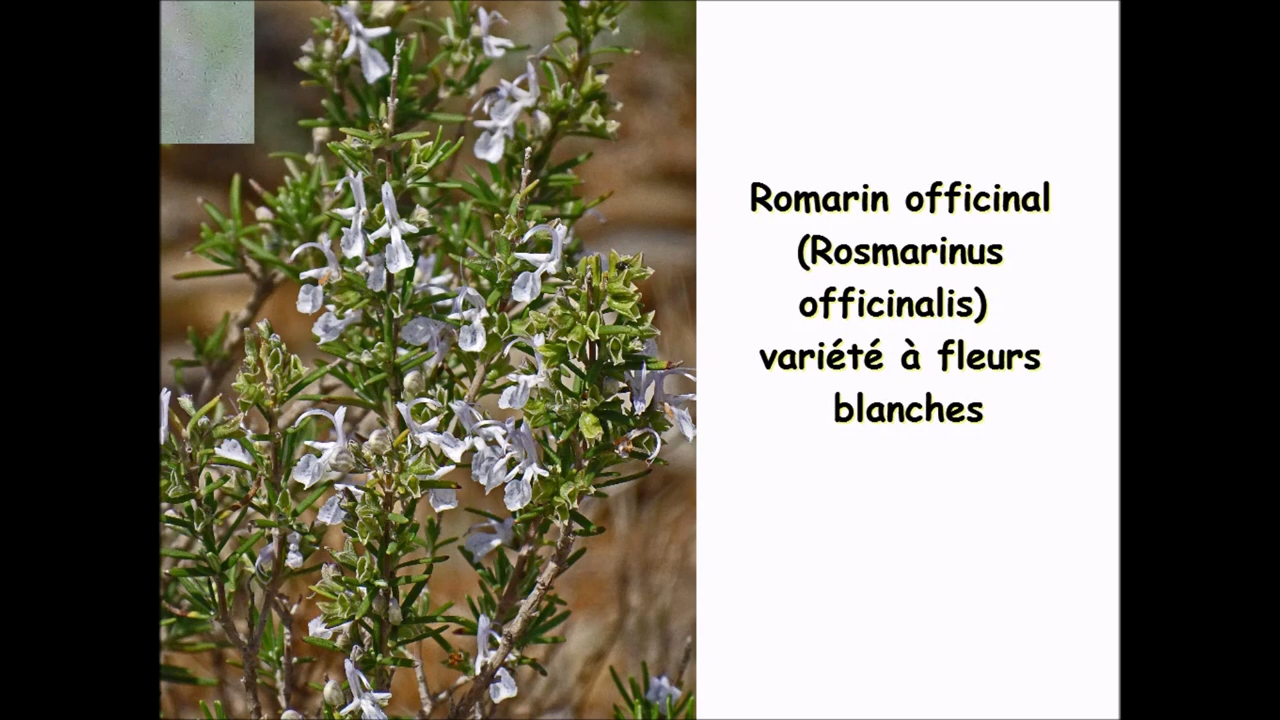 Romarin officinal
(Rosmarinus
officinalis)
variété à fleurs
blanches